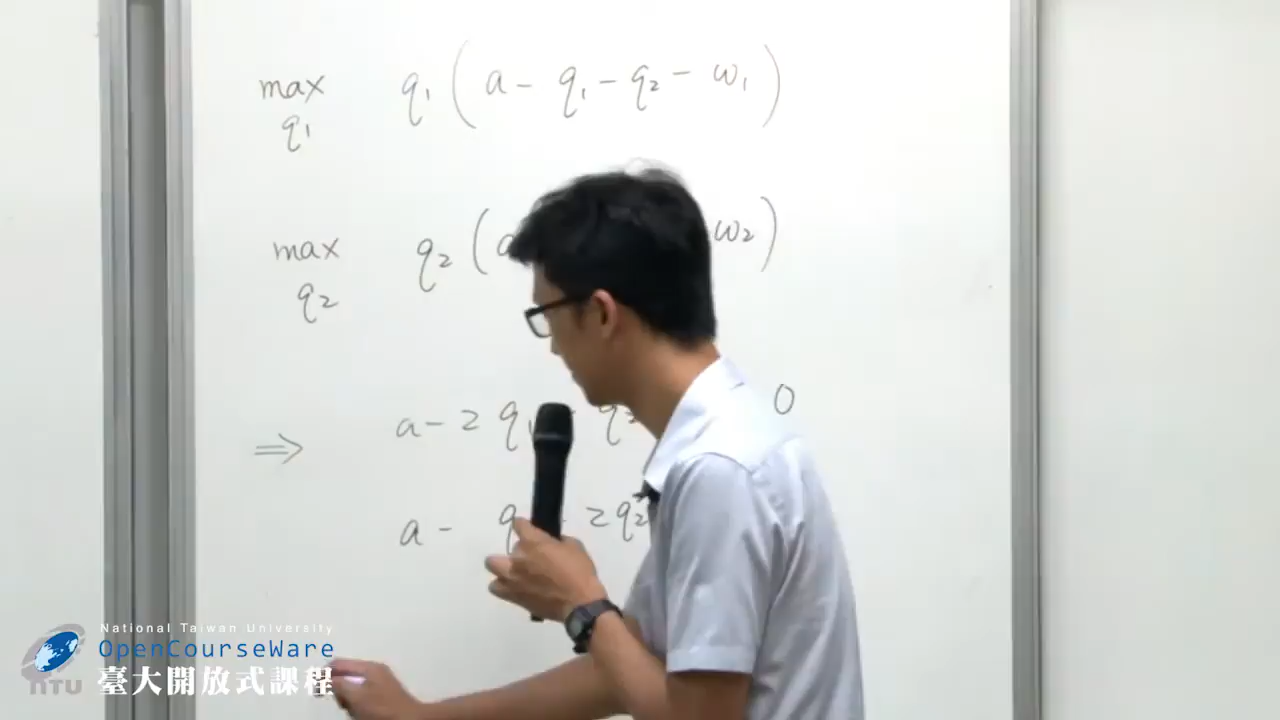 max q₁ ( a - q₁ - q₂ - w₁ )
q₁
max q₂ ( a w₂ )
q₂
⇒ a - 2 q₁ q₂ 0
a - q 2q₂
National Taiwan University
OpenCourseWare
NTU 臺大開放式課程